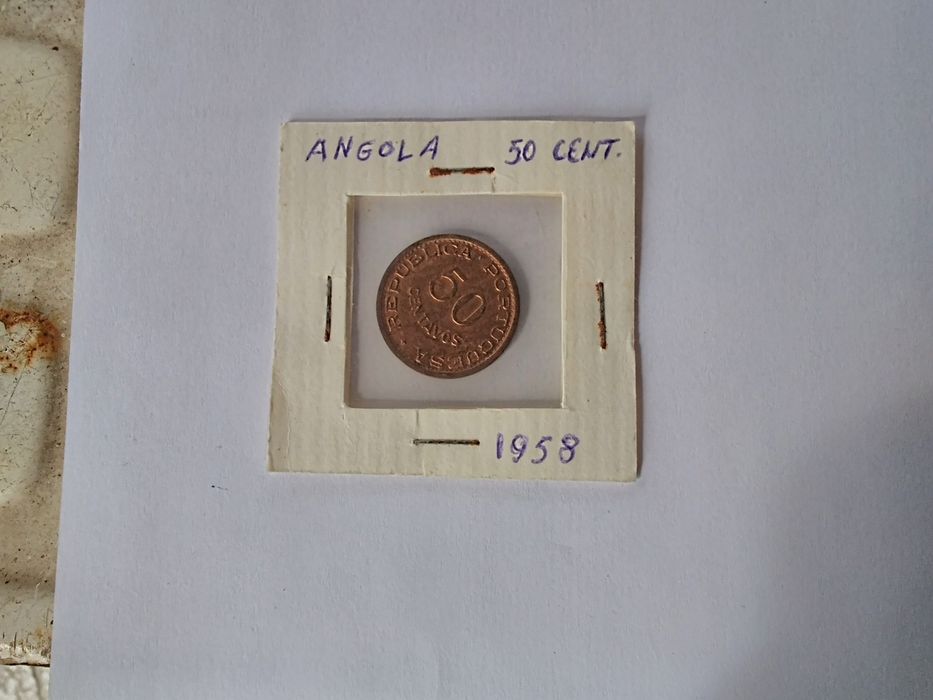 ANGOLA 50 CENT.
REPUBLICA · PORTUGUESA ·
50
CENTAVOS
1958